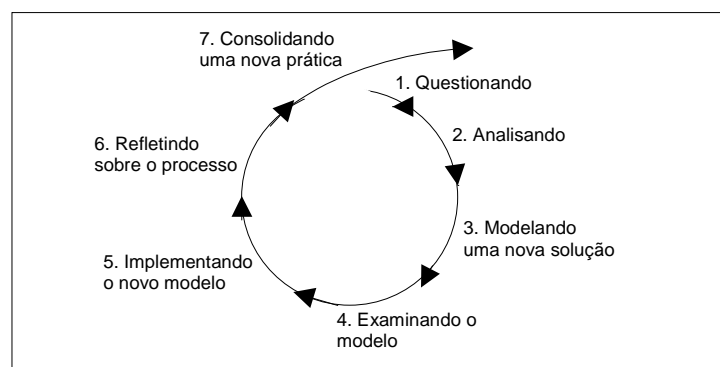 7. Consolidando
uma nova prática
1. Questionando
2. Analisando
3. Modelando
uma nova solução
4. Examinando o
modelo
5. Implementando
o novo modelo
6. Refletindo
sobre o processo